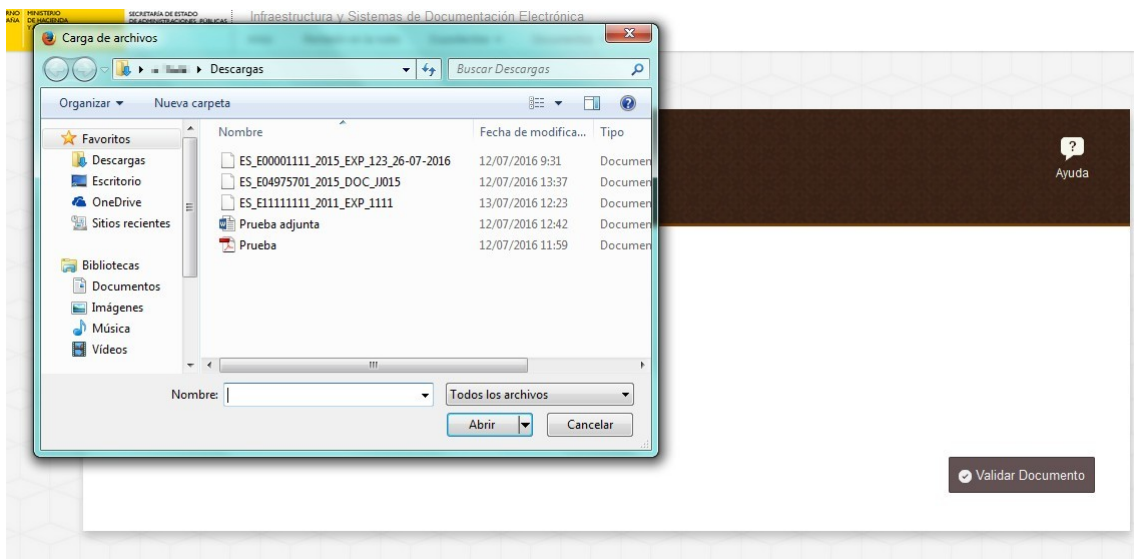 RNO MINISTERIO
AÑA DE HACIENDA
Y
SECRETARÍA DE ESTADO
DE ADMINISTRACIONES PÚBLICAS
Infraestructura y Sistemas de Documentación Electrónica
Carga de archivos
Descargas
Buscar Descargas
Organizar Nueva carpeta
Favoritos
Descargas
Escritorio
OneDrive
Sitios recientes
Bibliotecas
Documentos
Imágenes
Música
Vídeos
Nombre Fecha de modifica... Tipo
ES_E00001111_2015_EXP_123_26-07-2016 12/07/2016 9:31 Documen
ES_E04975701_2015_DOC_JJ015 12/07/2016 13:37 Documen
ES_E11111111_2011_EXP_1111 13/07/2016 12:23 Documen
Prueba adjunta 12/07/2016 12:42 Documen
Prueba 12/07/2016 11:59 Documen
Nombre: Todos los archivos
Abrir Cancelar
?
Ayuda
Validar Documento